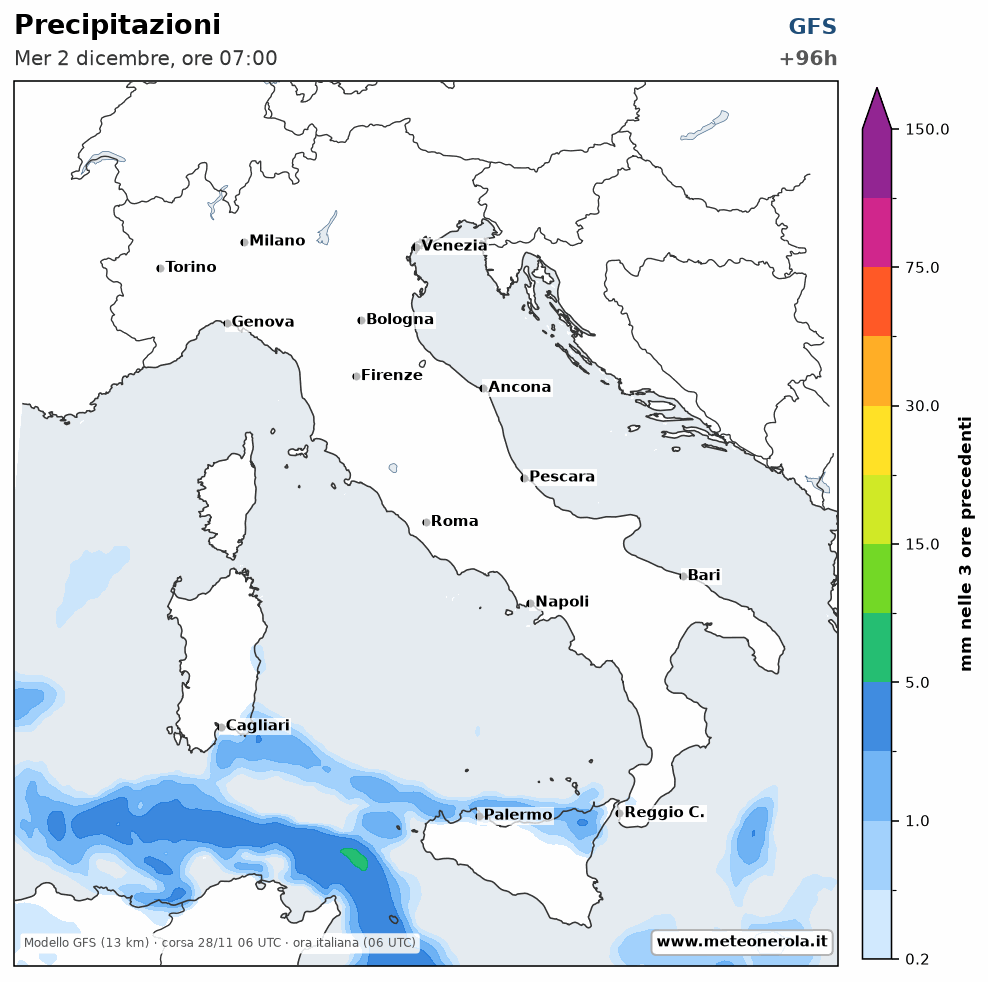 Precipitazioni
GFS
Mer 2 dicembre, ore 07:00
+96h
150.0
75.0
30.0
15.0
5.0
1.0
0.2
mm nelle 3 ore precedenti
Milano
Venezia
Torino
Genova
Bologna
Firenze
Ancona
Pescara
Roma
Bari
Napoli
Cagliari
Palermo
Reggio C.
Modello GFS (13 km) · corsa 28/11 06 UTC · ora italiana (06 UTC)
www.meteonerola.it